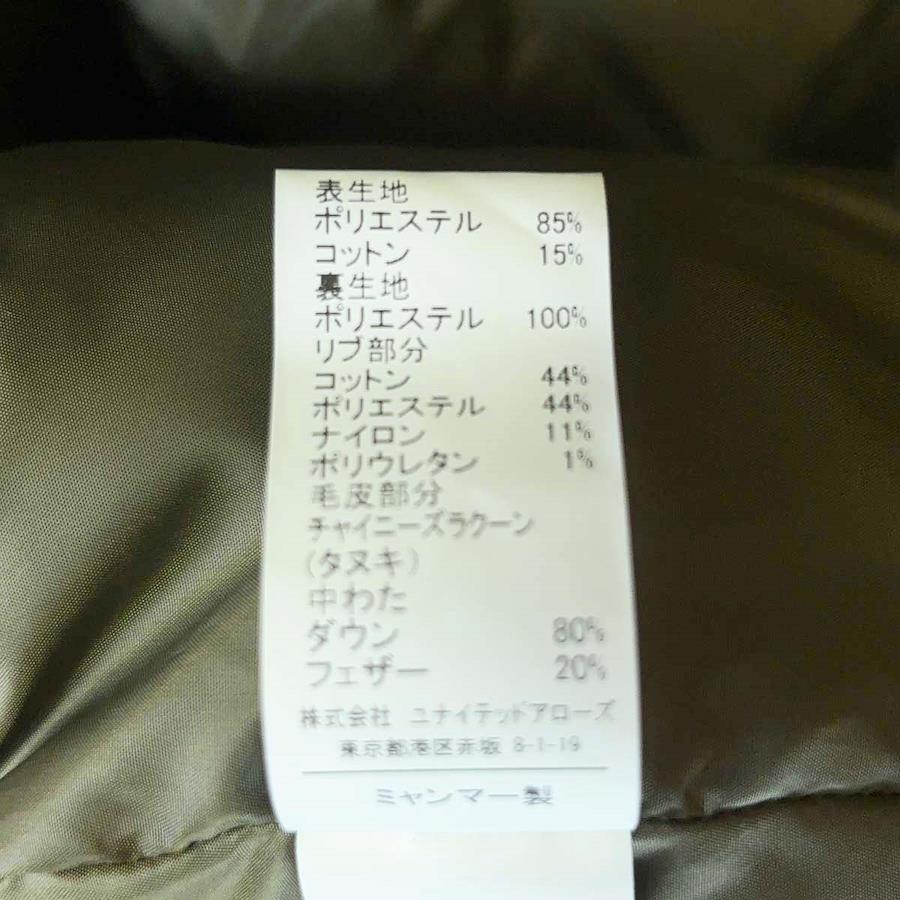 表生地
ポリエステル 85%
コットン 15%
裏生地
ポリエステル 100%
リブ部分
コットン 44%
ポリエステル 44%
ナイロン 11%
ポリウレタン 1%
毛皮部分
チャイニーズラクーン
(タヌキ)
中わた
ダウン 80%
フェザー 20%
株式会社 ユナイテッドアローズ
東京都港区赤坂 8-1-19
ミャンマー製